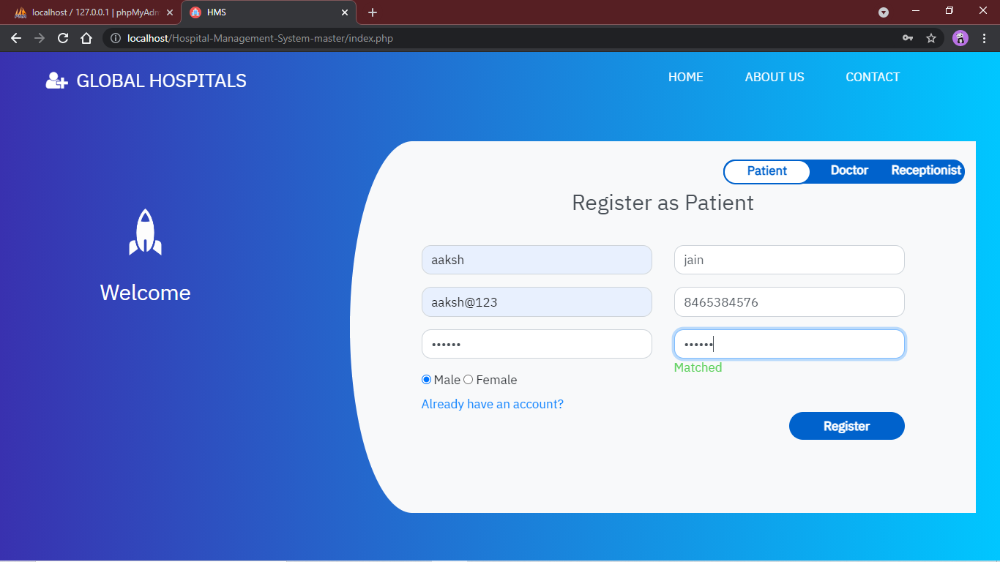 localhost / 127.0.0.1 | phpMyAdm
HMS
localhost/Hospital-Management-System-master/index.php
GLOBAL HOSPITALS
HOME ABOUT US CONTACT
Patient Doctor Receptionist
Register as Patient
aaksh jain
aaksh@123 8465384576
•••••• ••••••
Matched
Male Female
Already have an account?
Register
Welcome